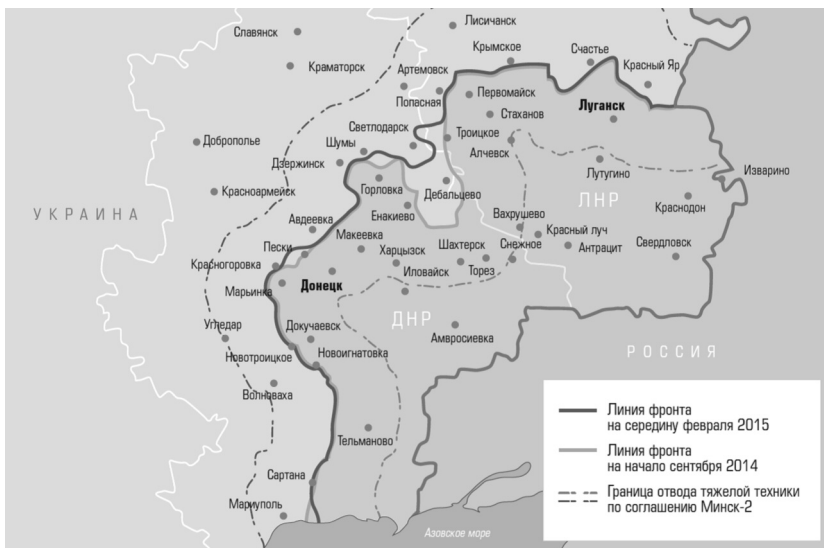 Славянск
Лисичанск
Краматорск
Артемовск
Крымское
Счастье
Красный Яр
Попасная
Первомайск
Стаханов
Луганск
Светлодарск
Троицкое
Алчевск
Доброполье
Шумы
Дзержинск
Лутугино
Изварино
Красноармейск
Горловка
Дебальцево
ЛНР
Краснодон
УКРАИНА
Енакиево
Вахрушево
Авдеевка
Макеевка
Красный луч
Пески
Харцызск
Шахтерск
Снежное
Антрацит
Свердловск
Красногоровка
Иловайск
Торез
Марьинка
Донецк
ДНР
Угледар
Докучаевск
Амвросиевка
Новотроицкое
Новоигнатовка
РОССИЯ
Волноваха
Тельманово
Сартана
Мариуполь
Азовское море
Линия фронта
на середину февраля 2015
Линия фронта
на начало сентября 2014
Граница отвода тяжелой техники
по соглашению Минск-2